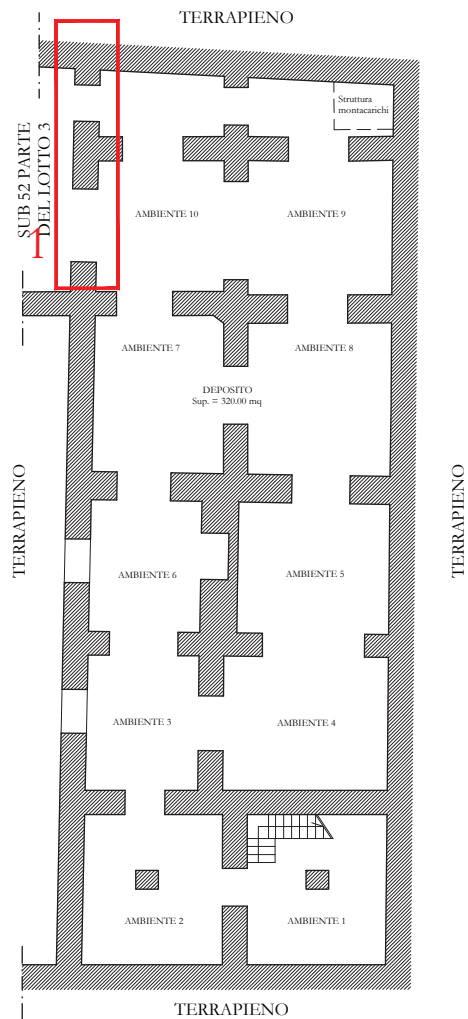 TERRAPIENO
Struttura
montacarichi
SUB 52 PARTE
DEL LOTTO 3
1
AMBIENTE 10
AMBIENTE 9
AMBIENTE 7
AMBIENTE 8
DEPOSITO
Sup. = 320.00 mq
TERRAPIENO
TERRAPIENO
AMBIENTE 6
AMBIENTE 5
AMBIENTE 3
AMBIENTE 4
AMBIENTE 2
AMBIENTE 1
TERRAPIENO